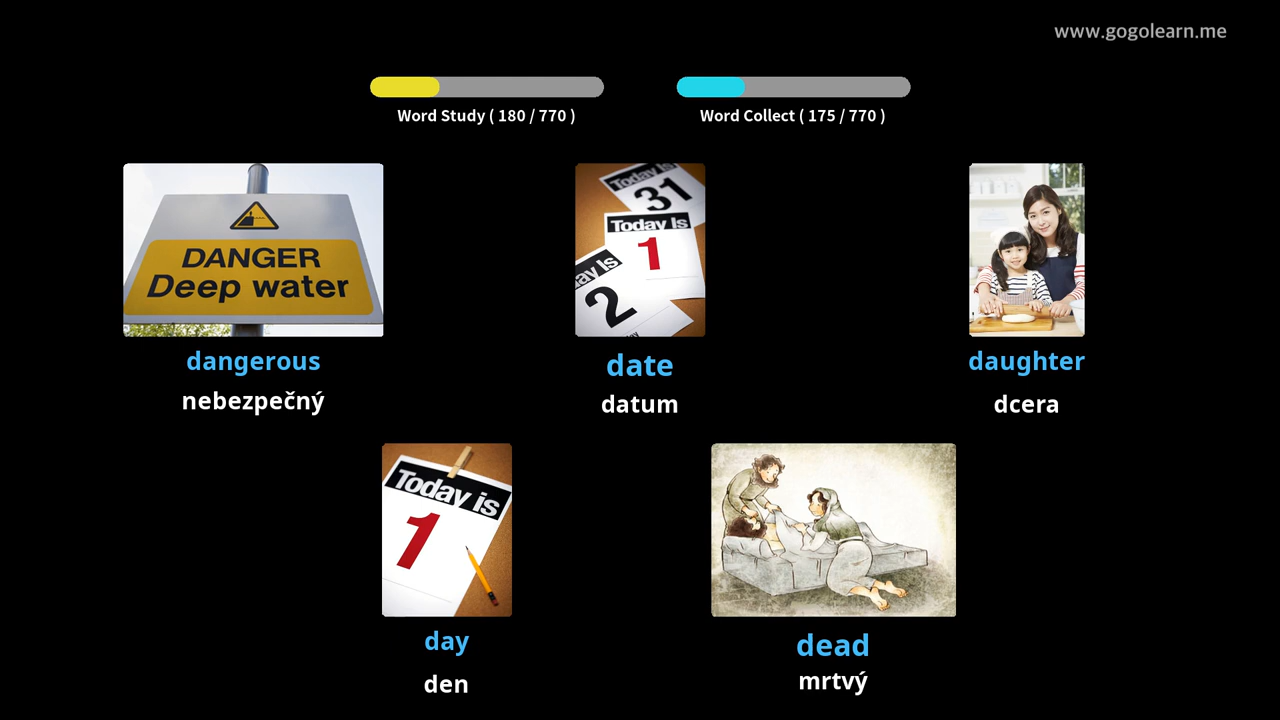 www.gogolearn.me
Word Study ( 180 / 770 )
Word Collect ( 175 / 770 )
DANGER
Deep water
Today Is
31
Today Is
1
day Is
2
dangerous
nebezpečný
date
datum
daughter
dcera
Today is
1
day
den
dead
mrtvý